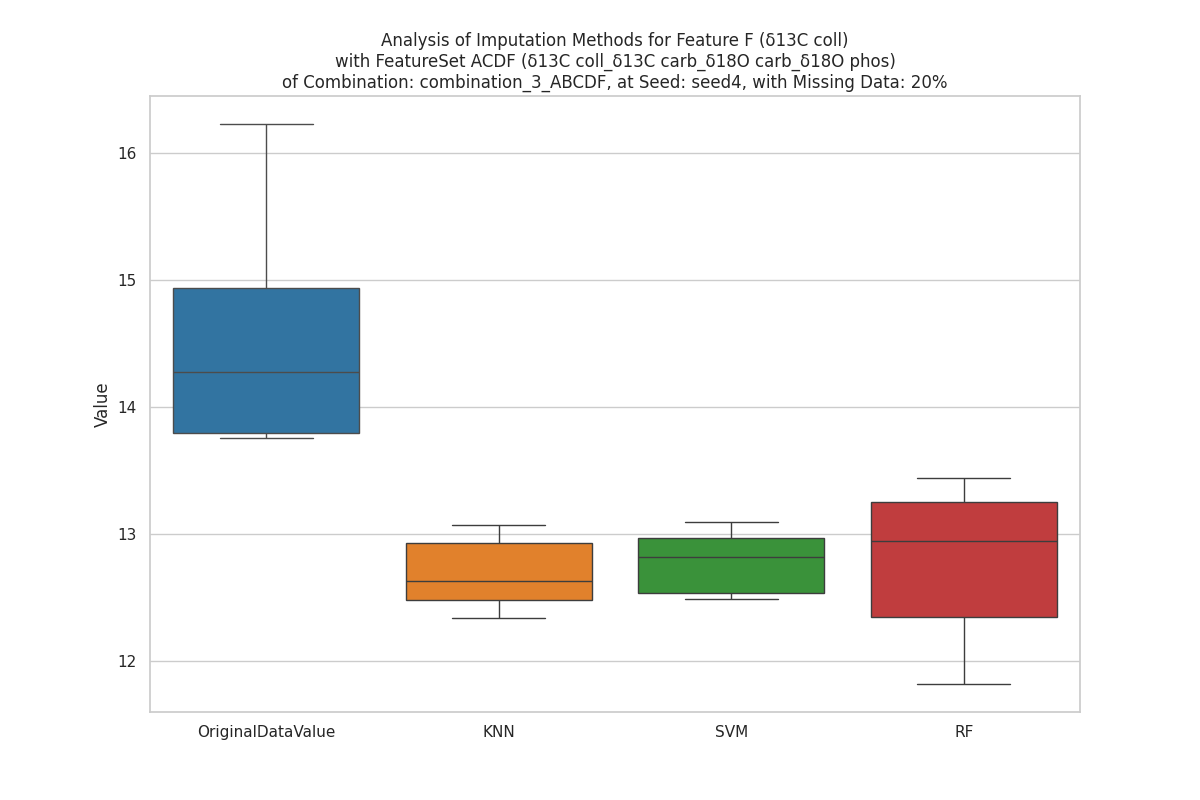 Analysis of Imputation Methods for Feature F (δ13C coll)
with FeatureSet ACDF (δ13C coll_δ13C carb_δ18O carb_δ18O phos)
of Combination: combination_3_ABCDF, at Seed: seed4, with Missing Data: 20%
16
15
14
13
12
Value
OriginalDataValue
KNN
SVM
RF